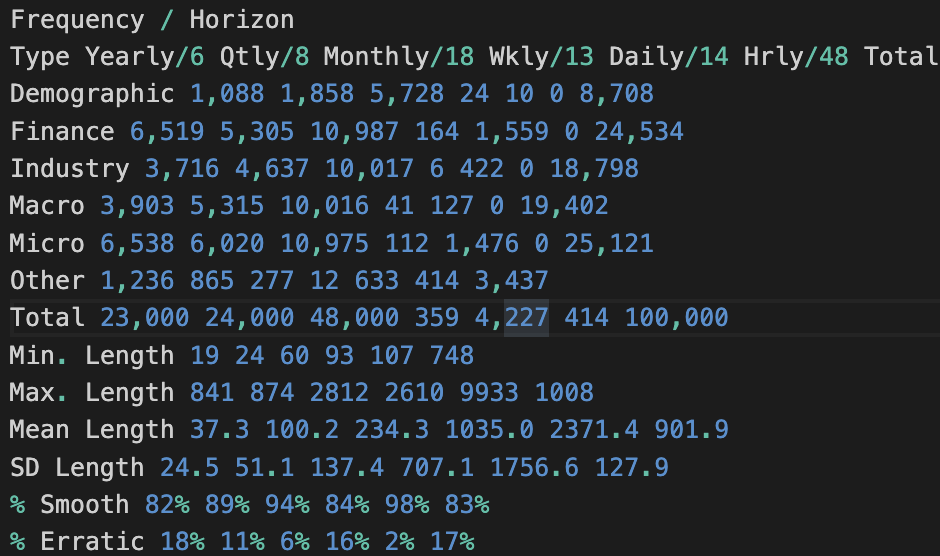 Frequency / Horizon
Type Yearly/6 Qtly/8 Monthly/18 Wkly/13 Daily/14 Hrly/48 Total
Demographic 1,088 1,858 5,728 24 10 0 8,708
Finance 6,519 5,305 10,987 164 1,559 0 24,534
Industry 3,716 4,637 10,017 6 422 0 18,798
Macro 3,903 5,315 10,016 41 127 0 19,402
Micro 6,538 6,020 10,975 112 1,476 0 25,121
Other 1,236 865 277 12 633 414 3,437
Total 23,000 24,000 48,000 359 4,227 414 100,000
Min. Length 19 24 60 93 107 748
Max. Length 841 874 2812 2610 9933 1008
Mean Length 37.3 100.2 234.3 1035.0 2371.4 901.9
SD Length 24.5 51.1 137.4 707.1 1756.6 127.9
% Smooth 82% 89% 94% 84% 98% 83%
% Erratic 18% 11% 6% 16% 2% 17%